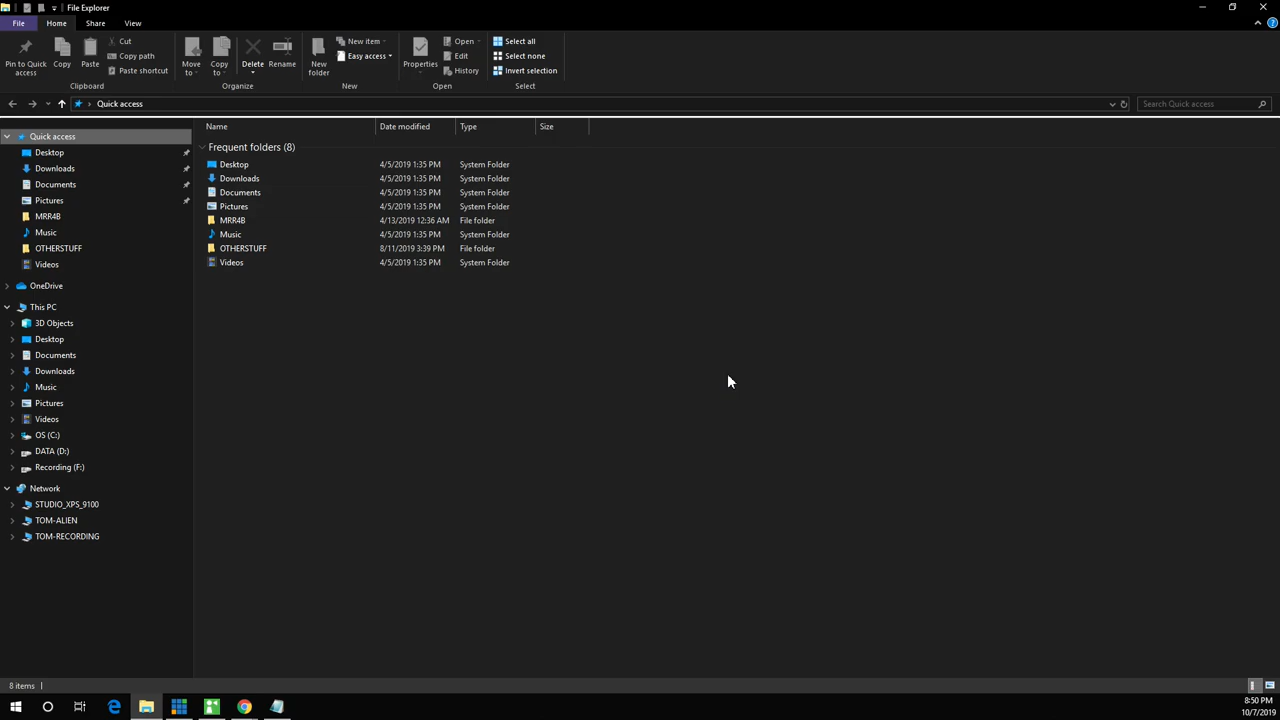 File Explorer
File Home Share View
Pin to Quick access
Copy
Paste
Cut
Copy path
Paste shortcut
Clipboard
Move to
Copy to
Delete
Rename
Organize
New folder
New item
Easy access
New
Properties
Open
Edit
History
Open
Select all
Select none
Invert selection
Select
Quick access
Search Quick access
Quick access
Desktop
Downloads
Documents
Pictures
MRR4B
Music
OTHERSTUFF
Videos
OneDrive
This PC
3D Objects
Desktop
Documents
Downloads
Music
Pictures
Videos
OS (C:)
DATA (D:)
Recording (F:)
Network
STUDIO_XPS_9100
TOM-ALIEN
TOM-RECORDING
Name Date modified Type Size
Frequent folders (8)
Desktop 4/5/2019 1:35 PM System Folder
Downloads 4/5/2019 1:35 PM System Folder
Documents 4/5/2019 1:35 PM System Folder
Pictures 4/5/2019 1:35 PM System Folder
MRR4B 4/13/2019 12:36 AM File folder
Music 4/5/2019 1:35 PM System Folder
OTHERSTUFF 8/11/2019 3:39 PM File folder
Videos 4/5/2019 1:35 PM System Folder
8 items
8:50 PM
10/7/2019